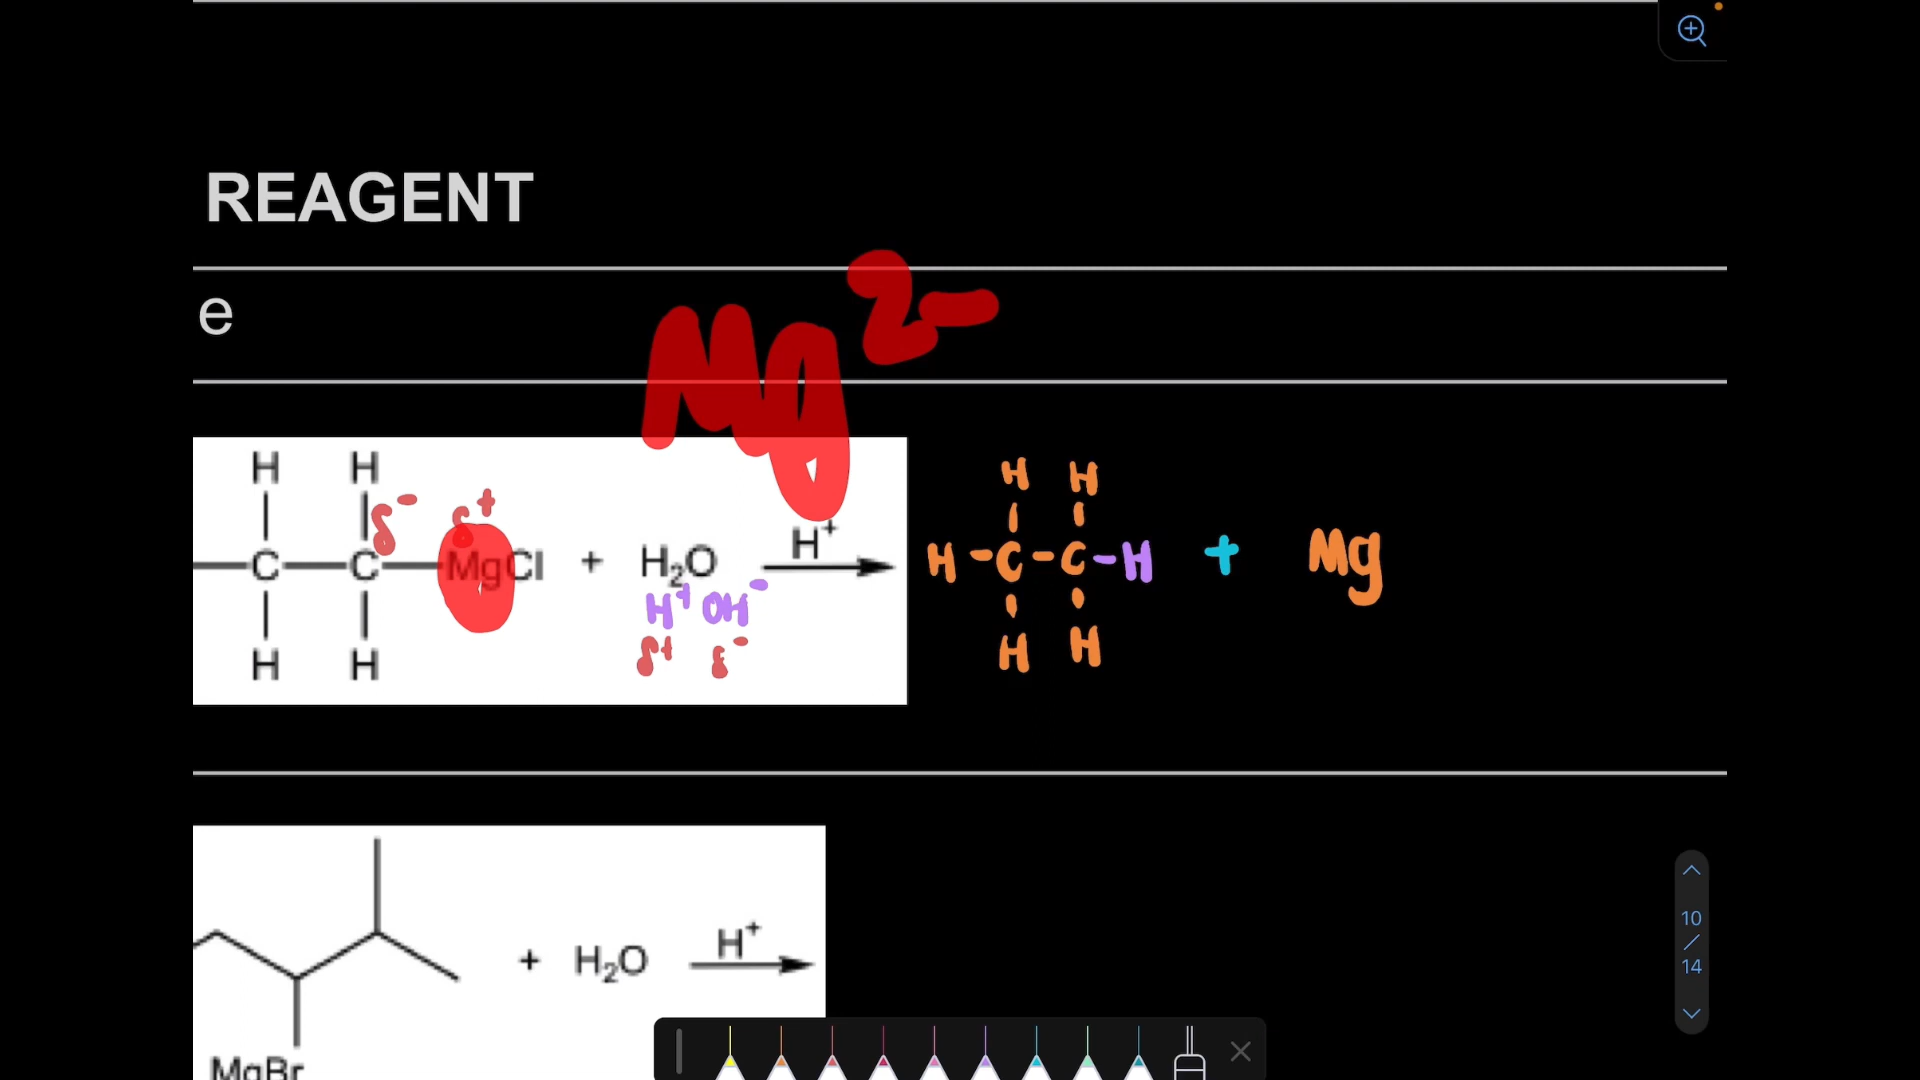 REAGENT
e
Mg²⁻
H H
δ⁻ δ⁺
C C MgCl + H₂O H⁺
H⁺ OH⁻
δ⁺ δ⁻
H H
H H
H-C-C-H + Mg
H H
+ H₂O H⁺
MgBr
10
/
14